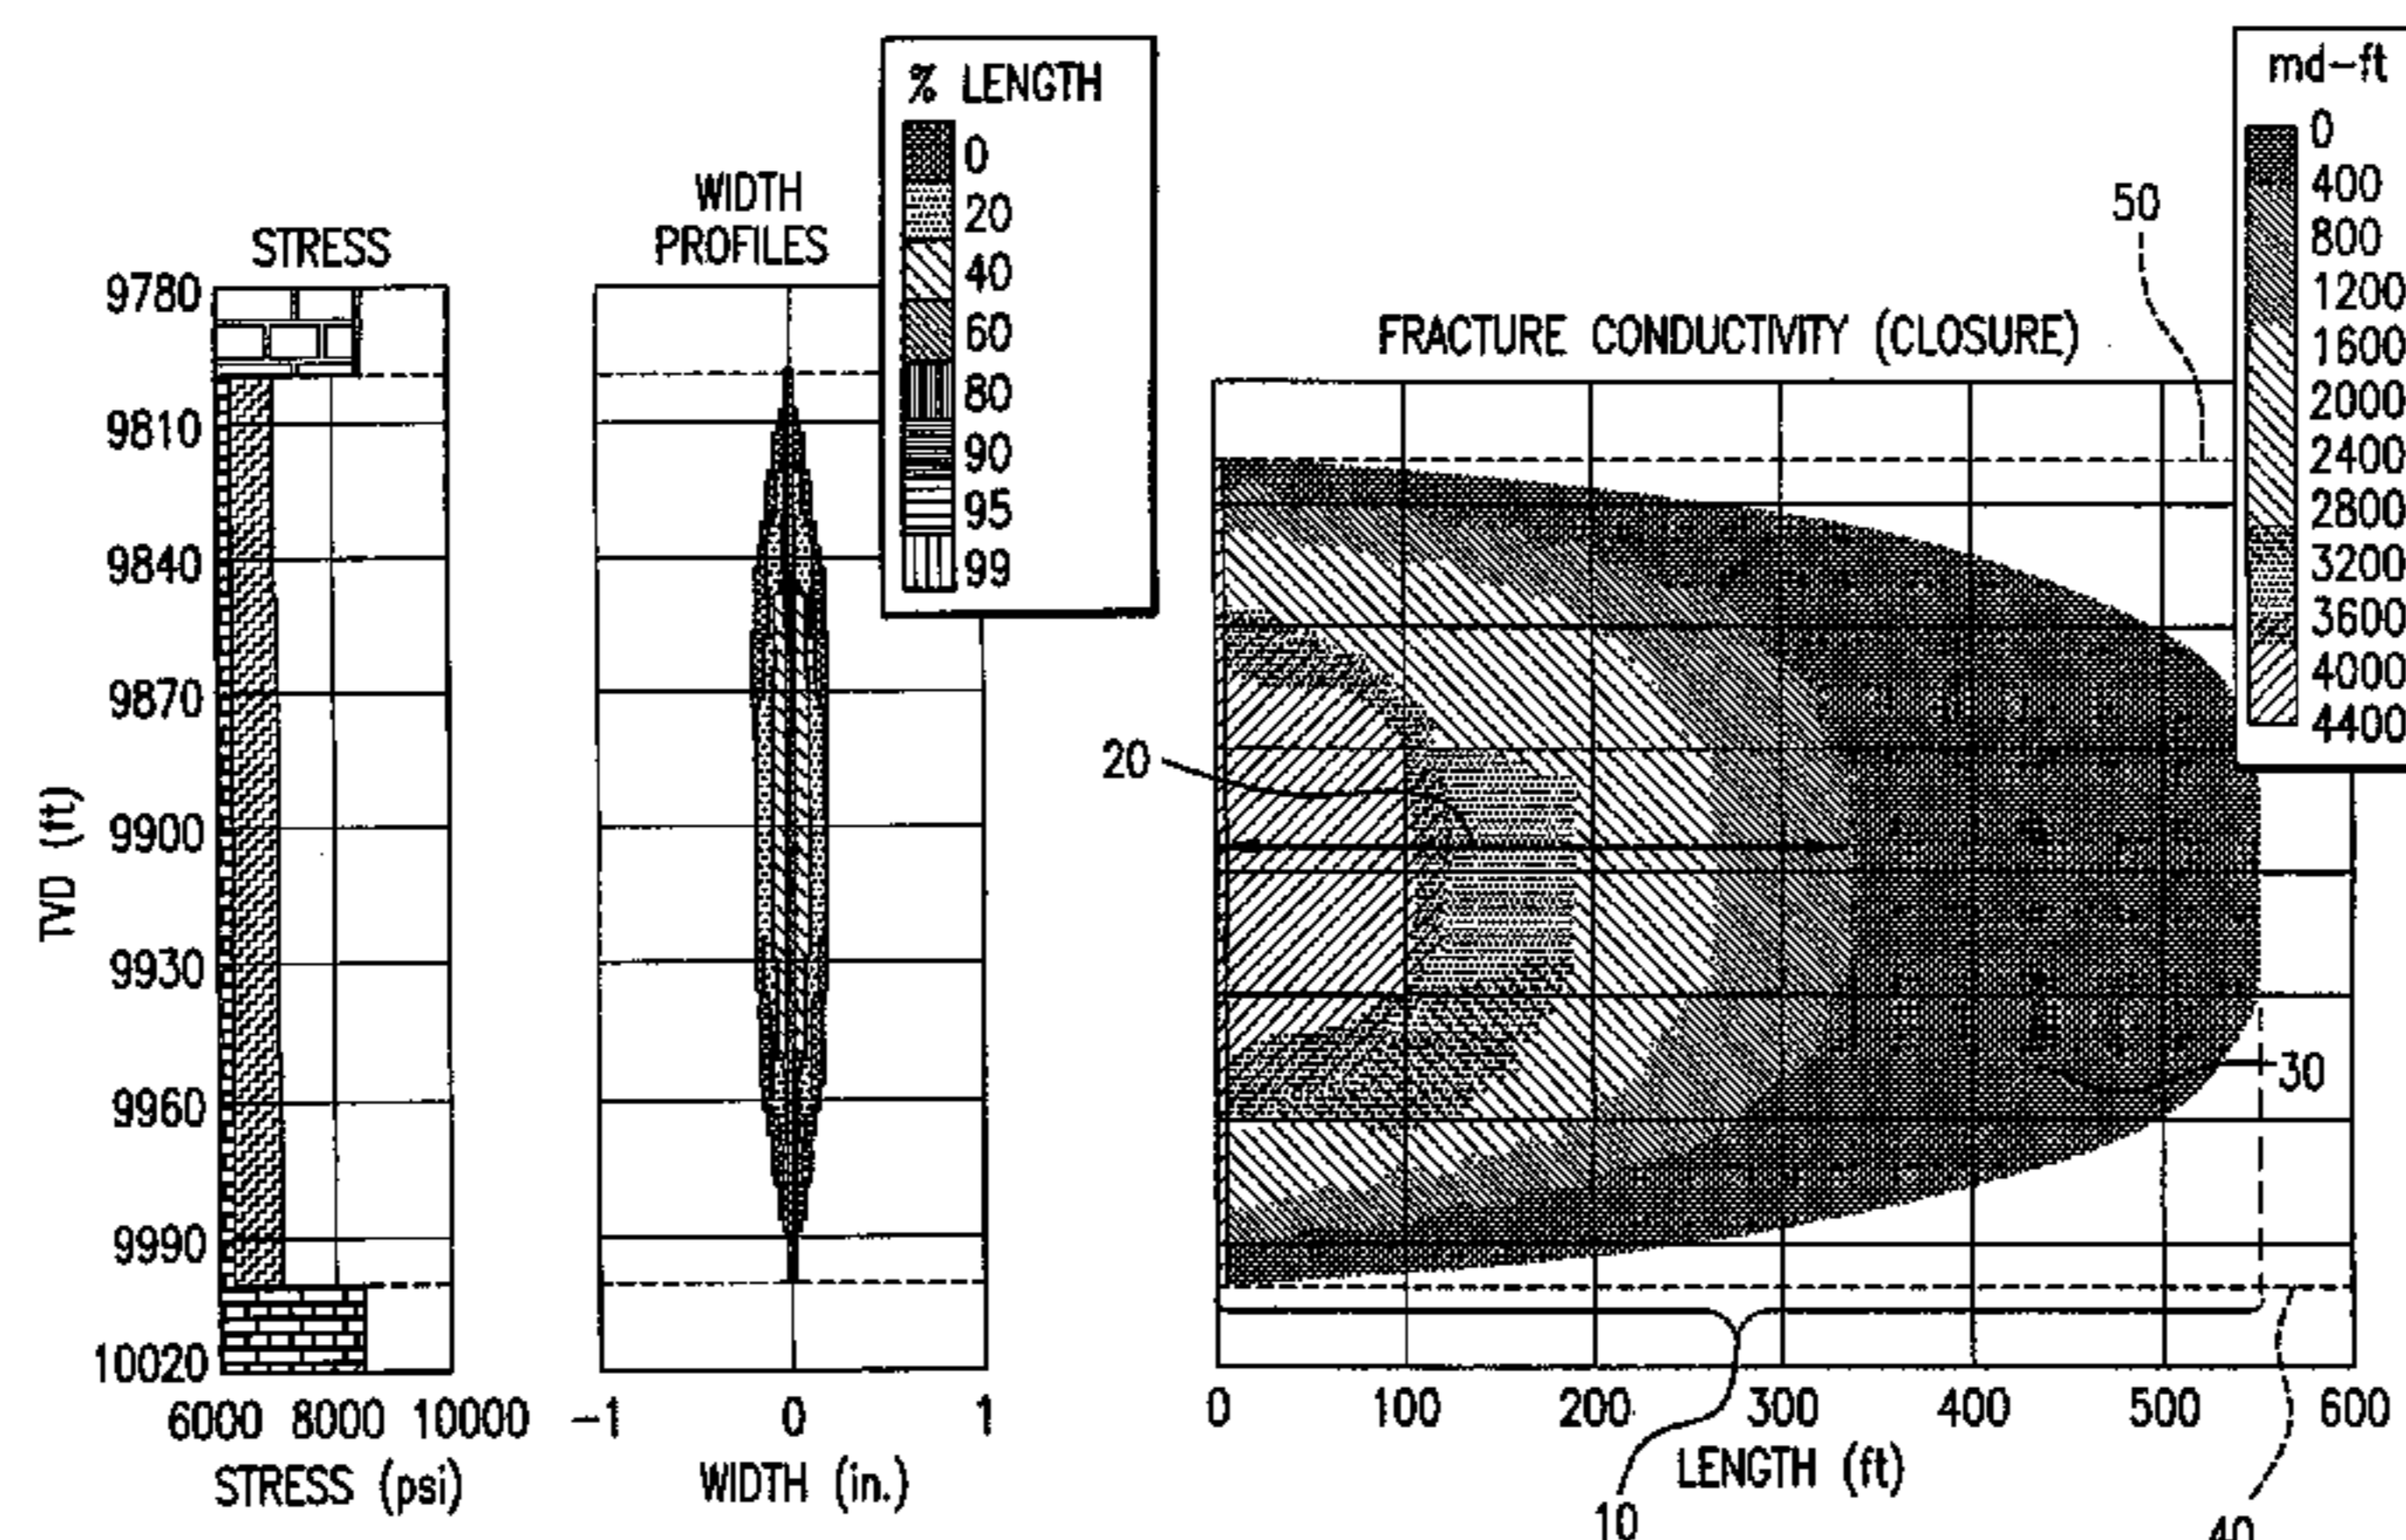 STRESS
9780
9810
9840
9870
9900
9930
9960
9990
10020
TVD (ft)
6000 8000 10000
STRESS (psi)
WIDTH
PROFILES
-1 0 1
WIDTH (in.)
% LENGTH
0
20
40
60
80
90
95
99
FRACTURE CONDUCTIVITY (CLOSURE)
50
20
30
0 100 200 300 400 500 600
LENGTH (ft)
10
40
md-ft
0
400
800
1200
1600
2000
2400
2800
3200
3600
4000
4400